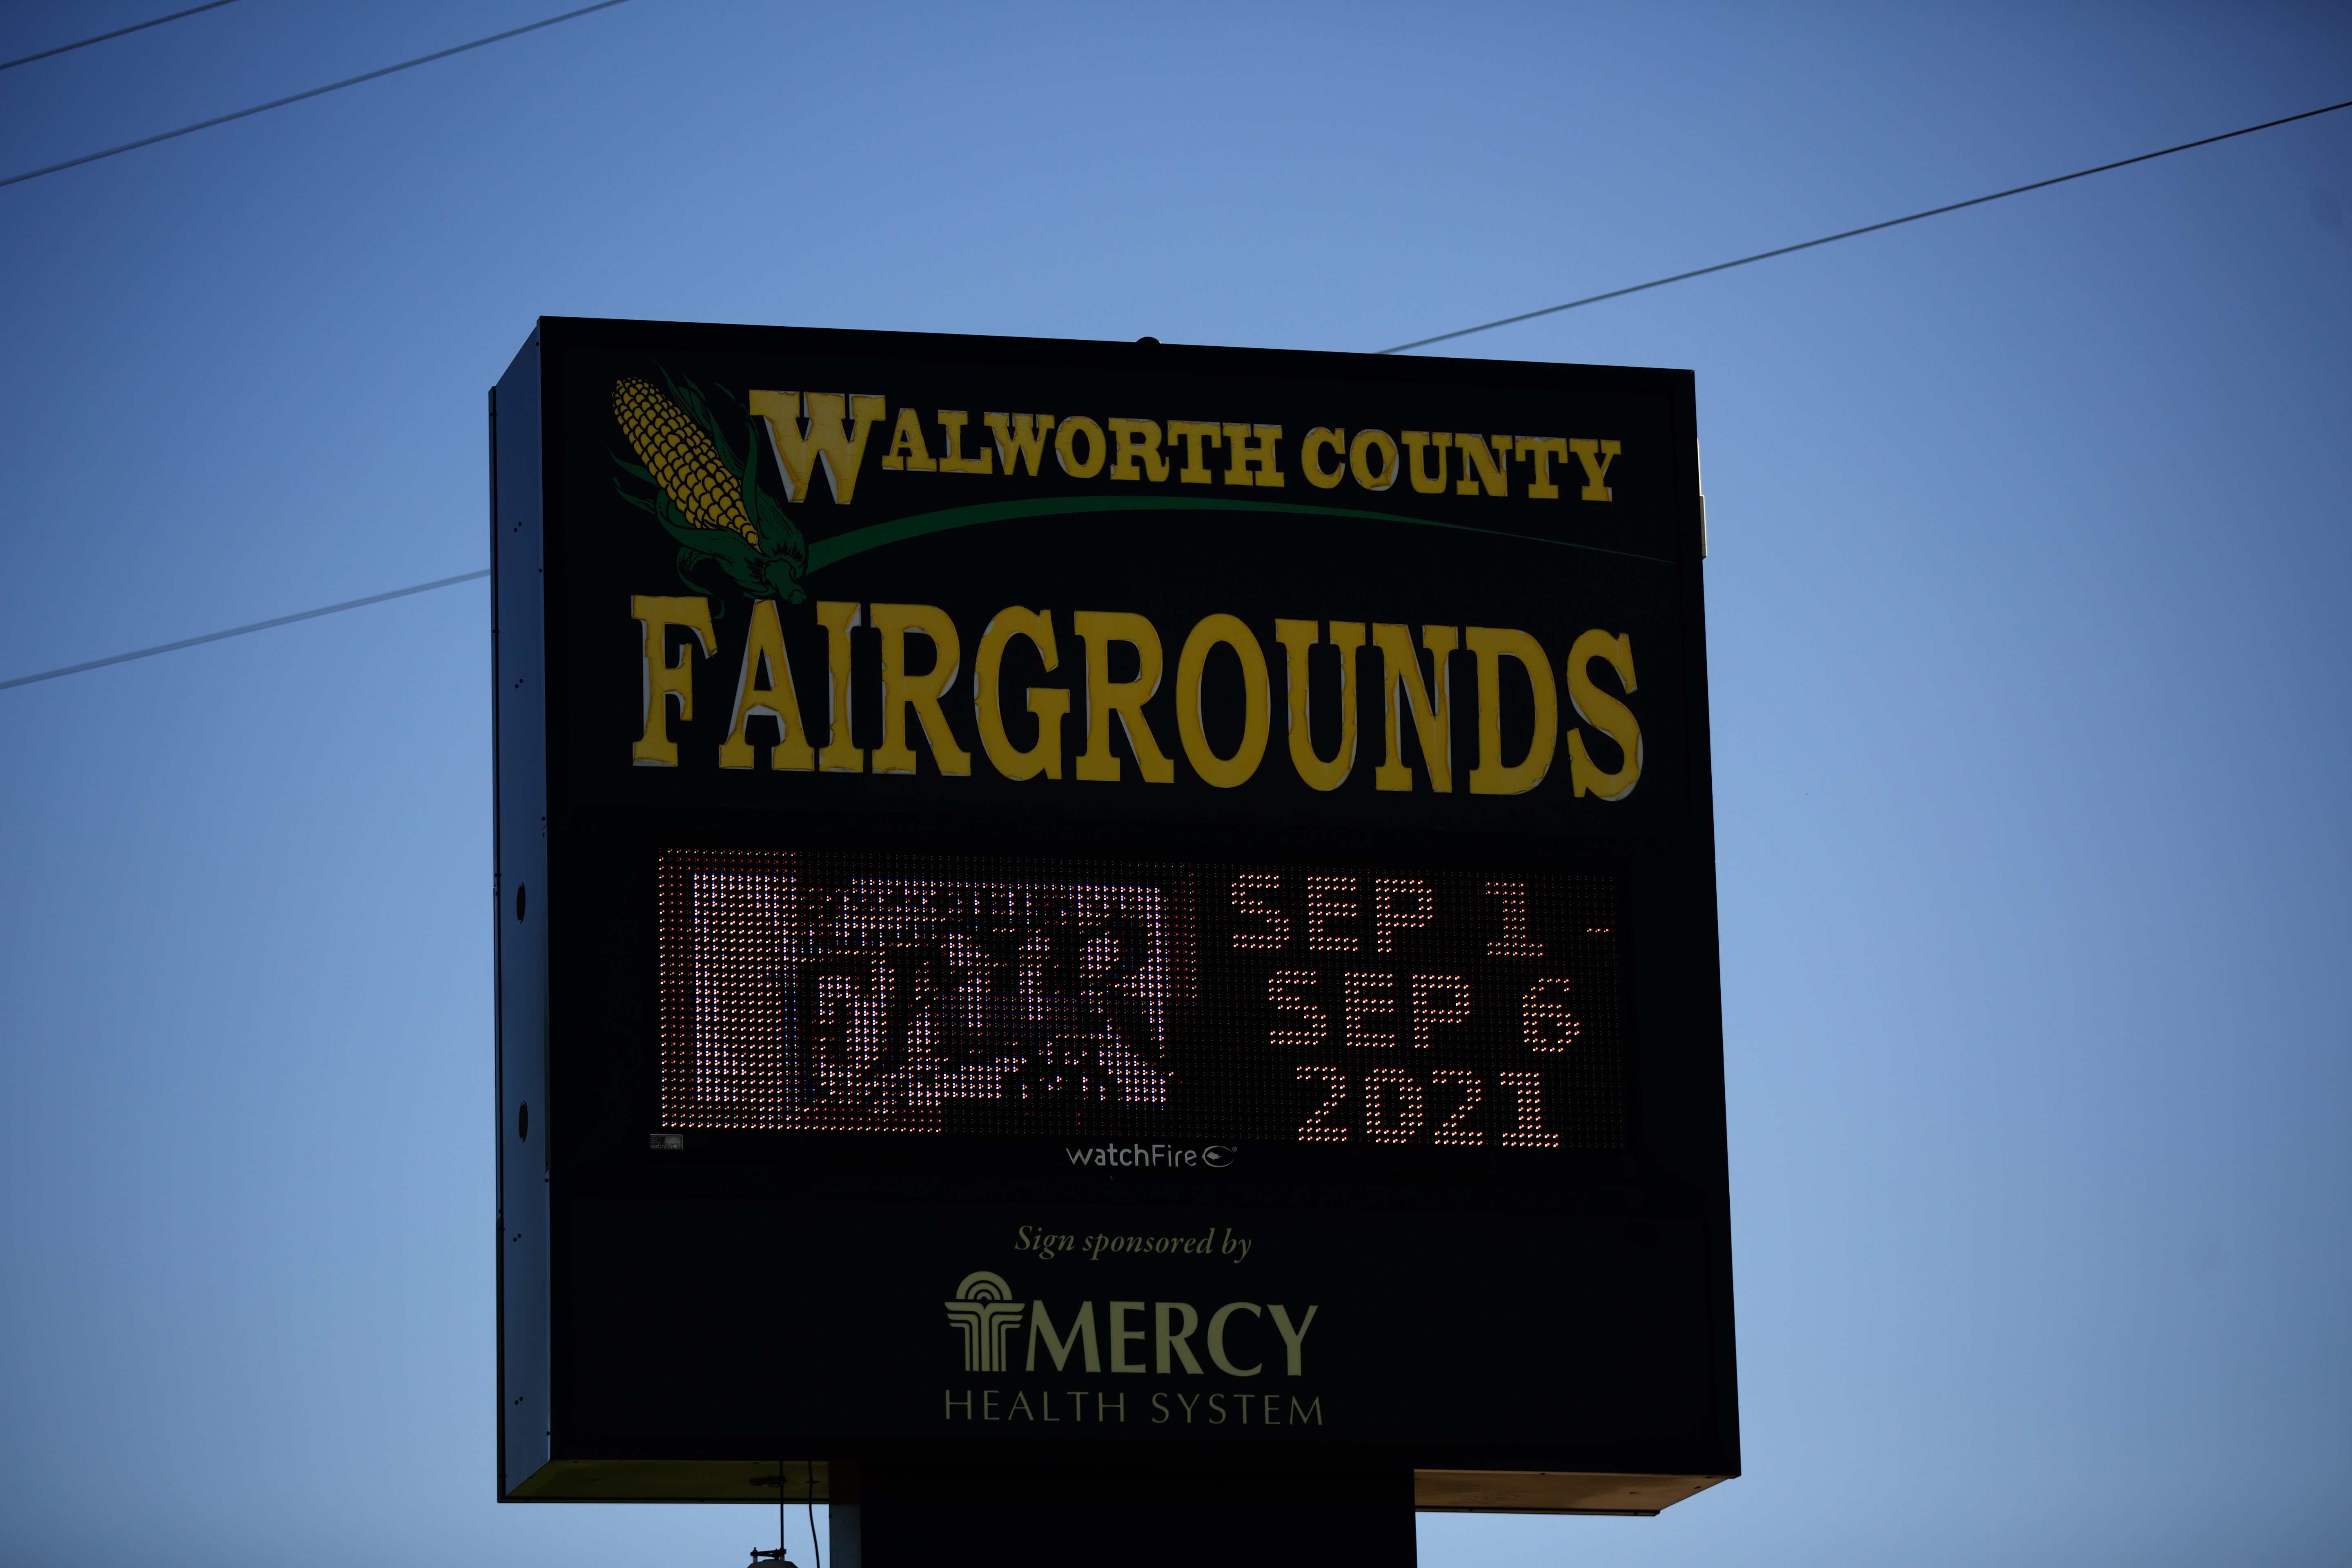 WALWORTH COUNTY
FAIRGROUNDS
SEP 1-
SEP 6
2021
watchFire
Sign sponsored by
MERCY
HEALTH SYSTEM